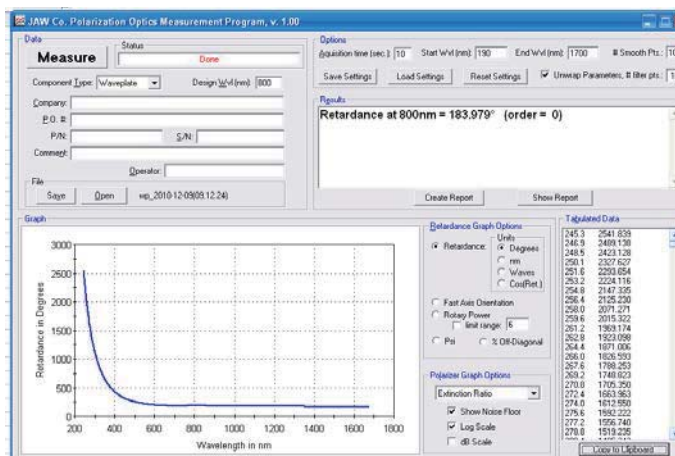 JAW Co. Polarization Optics Measurement Program, v. 1.00
Data
Measure
Status
Done
Component Type: Waveplate
Design Wvl.(nm): 800
Company:
P.O. #:
P/N:
S/N:
Comment:
Operator:
File
Save
Open
wp_2010-12-09(09.12.24)
Options
Aquisition time (sec.): 10
Start Wvl (nm): 190
End Wvl (nm): 1700
# Smooth Pts.:
Save Settings
Load Settings
Reset Settings
Unwrap Parameters, # filter pts.:
Results
Retardance at 800nm = 183.979° (order = 0)
Create Report
Show Report
Graph
Retardance in Degrees
3000
2500
2000
1500
1000
500
0
200 400 600 800 1000 1200 1400 1600 1800
Wavelength in nm
Retardance Graph Options
Retardance:
Units
Degrees
nm
Waves
Cos(Ret.)
Fast Axis Orientation
Rotary Power
limit range: 6
Psi
% Off-Diagonal
Polarizer Graph Options
Extinction Ratio
Show Noise Floor
Log Scale
dB Scale
Tabulated Data
245.3 2541.839
246.9 2489.138
248.5 2423.128
250.1 2327.627
251.6 2293.654
253.2 2224.116
254.8 2147.335
256.4 2125.230
258.0 2071.271
259.6 2015.322
261.2 1969.174
262.8 1923.098
264.4 1871.006
266.0 1826.593
267.6 1788.253
269.2 1748.823
270.8 1705.350
272.4 1663.963
274.0 1612.550
275.6 1592.222
277.2 1556.740
278.8 1519.235
Copy to Clipboard